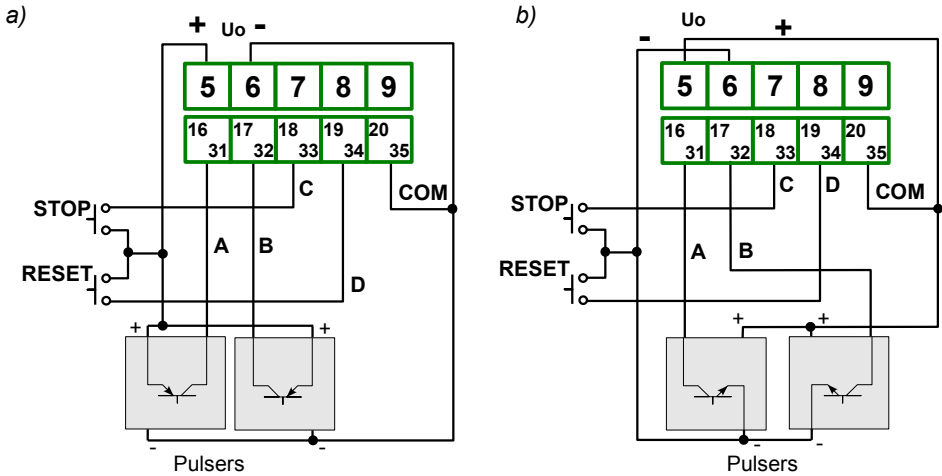 a)
+ Uo -
5 6 7 8 9
16 17 18 19 20
31 32 33 34 35
C
COM
STOP
A B
RESET
D
+ +
- -
Pulsers
b)
Uo
- +
5 6 7 8 9
16 17 18 19 20
31 32 33 34 35
C D
COM
STOP
A B
RESET
+ +
- -
Pulsers